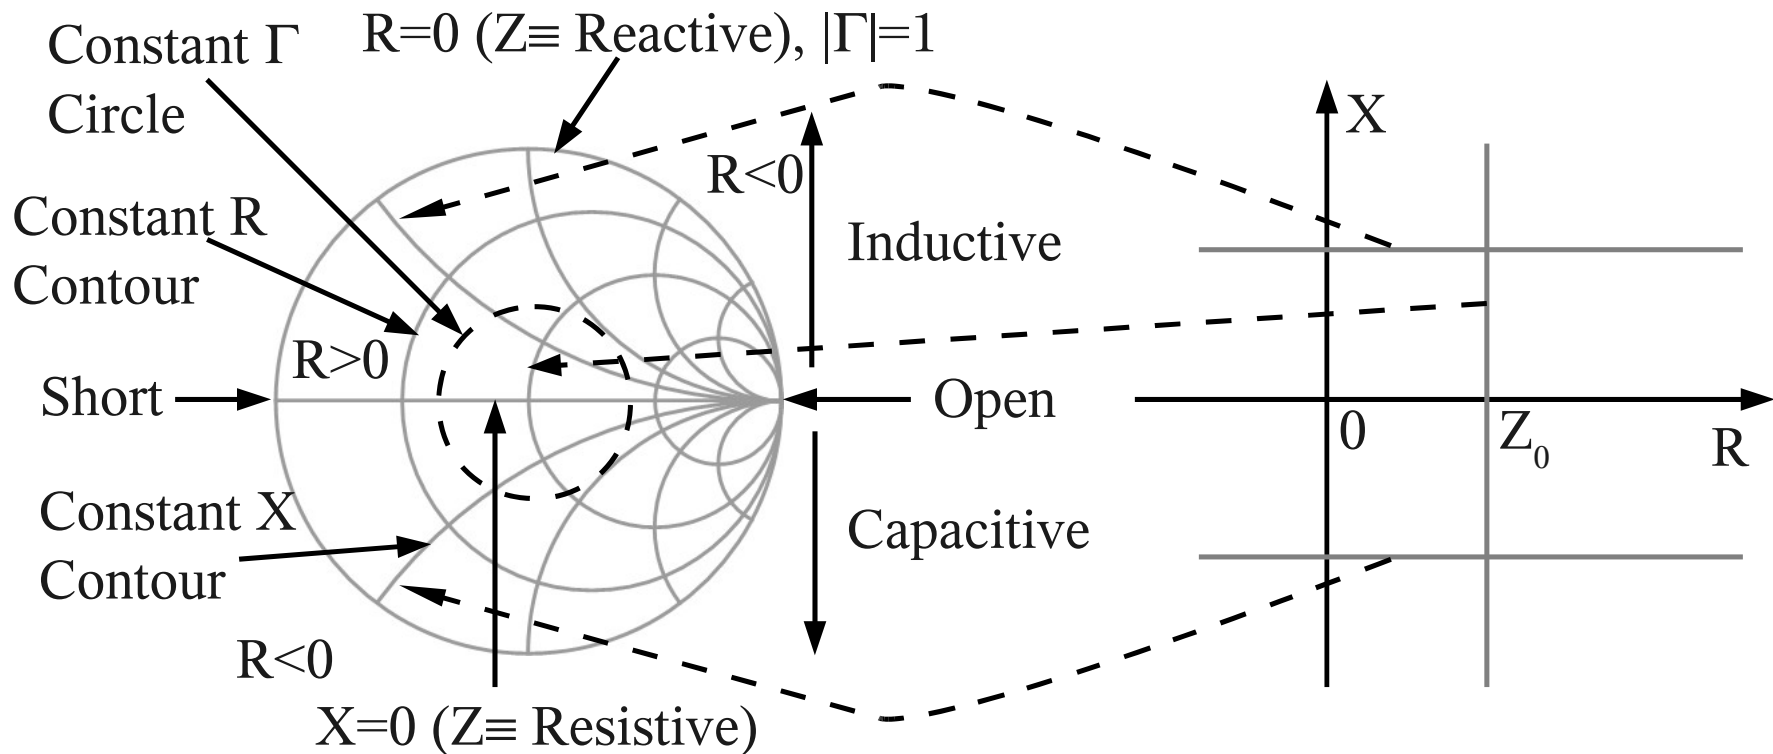 Constant Γ
Circle
R=0 (Z≡ Reactive), |Γ|=1
X
R<0
Constant R
Contour
Inductive
R>0
Short
Open
0
Z₀
R
Constant X
Contour
Capacitive
R<0
X=0 (Z≡ Resistive)